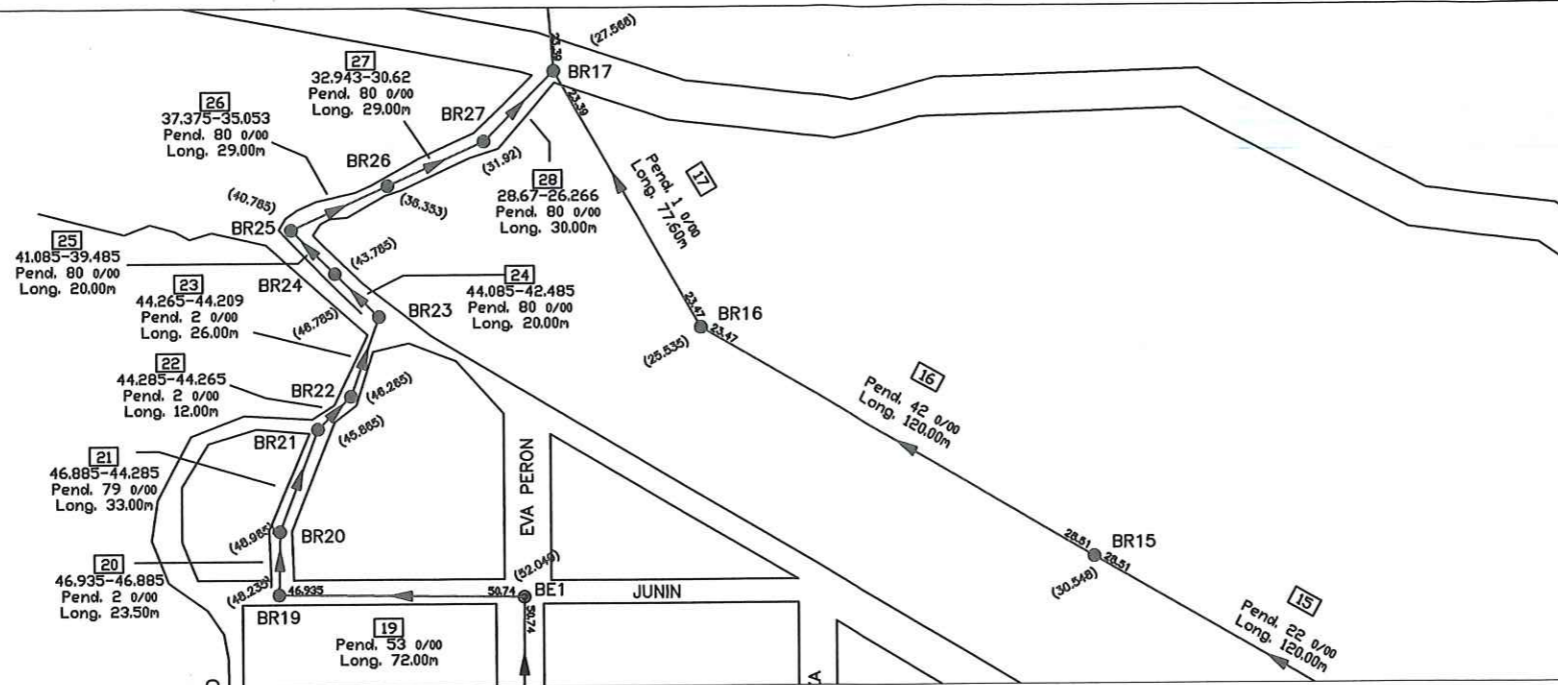 (27.568)
23.39
BR17
27
32.943-30.62
Pend. 80 0/00
Long. 29.00m
23.39
26
37.375-35.053
Pend. 80 0/00
Long. 29.00m
BR27
BR26
(31.92)
28
28.67-26.266
Pend. 80 0/00
Long. 30.00m
17
Pend. 1 0/00
Long. 77.60m
(36.353)
(40.785)
BR25
25
41.085-39.485
Pend. 80 0/00
Long. 20.00m
(43.785)
BR24
24
44.085-42.485
Pend. 80 0/00
Long. 20.00m
23
44.265-44.209
Pend. 2 0/00
Long. 26.00m
BR23
(46.785)
23.47
BR16
23.47
(25.535)
22
44.285-44.265
Pend. 2 0/00
Long. 12.00m
BR22
(46.265)
16
Pend. 42 0/00
Long. 120.00m
BR21
(45.865)
21
46.885-44.285
Pend. 79 0/00
Long. 33.00m
EVA PERON
BR20
(48.985)
28.51
BR15
28.51
(30.548)
20
46.935-46.885
Pend. 2 0/00
Long. 23.50m
(48.235)
46.935
BR19
50.74
(52.049)
BE1
50.74
JUNIN
15
Pend. 22 0/00
Long. 120.00m
19
Pend. 53 0/00
Long. 72.00m